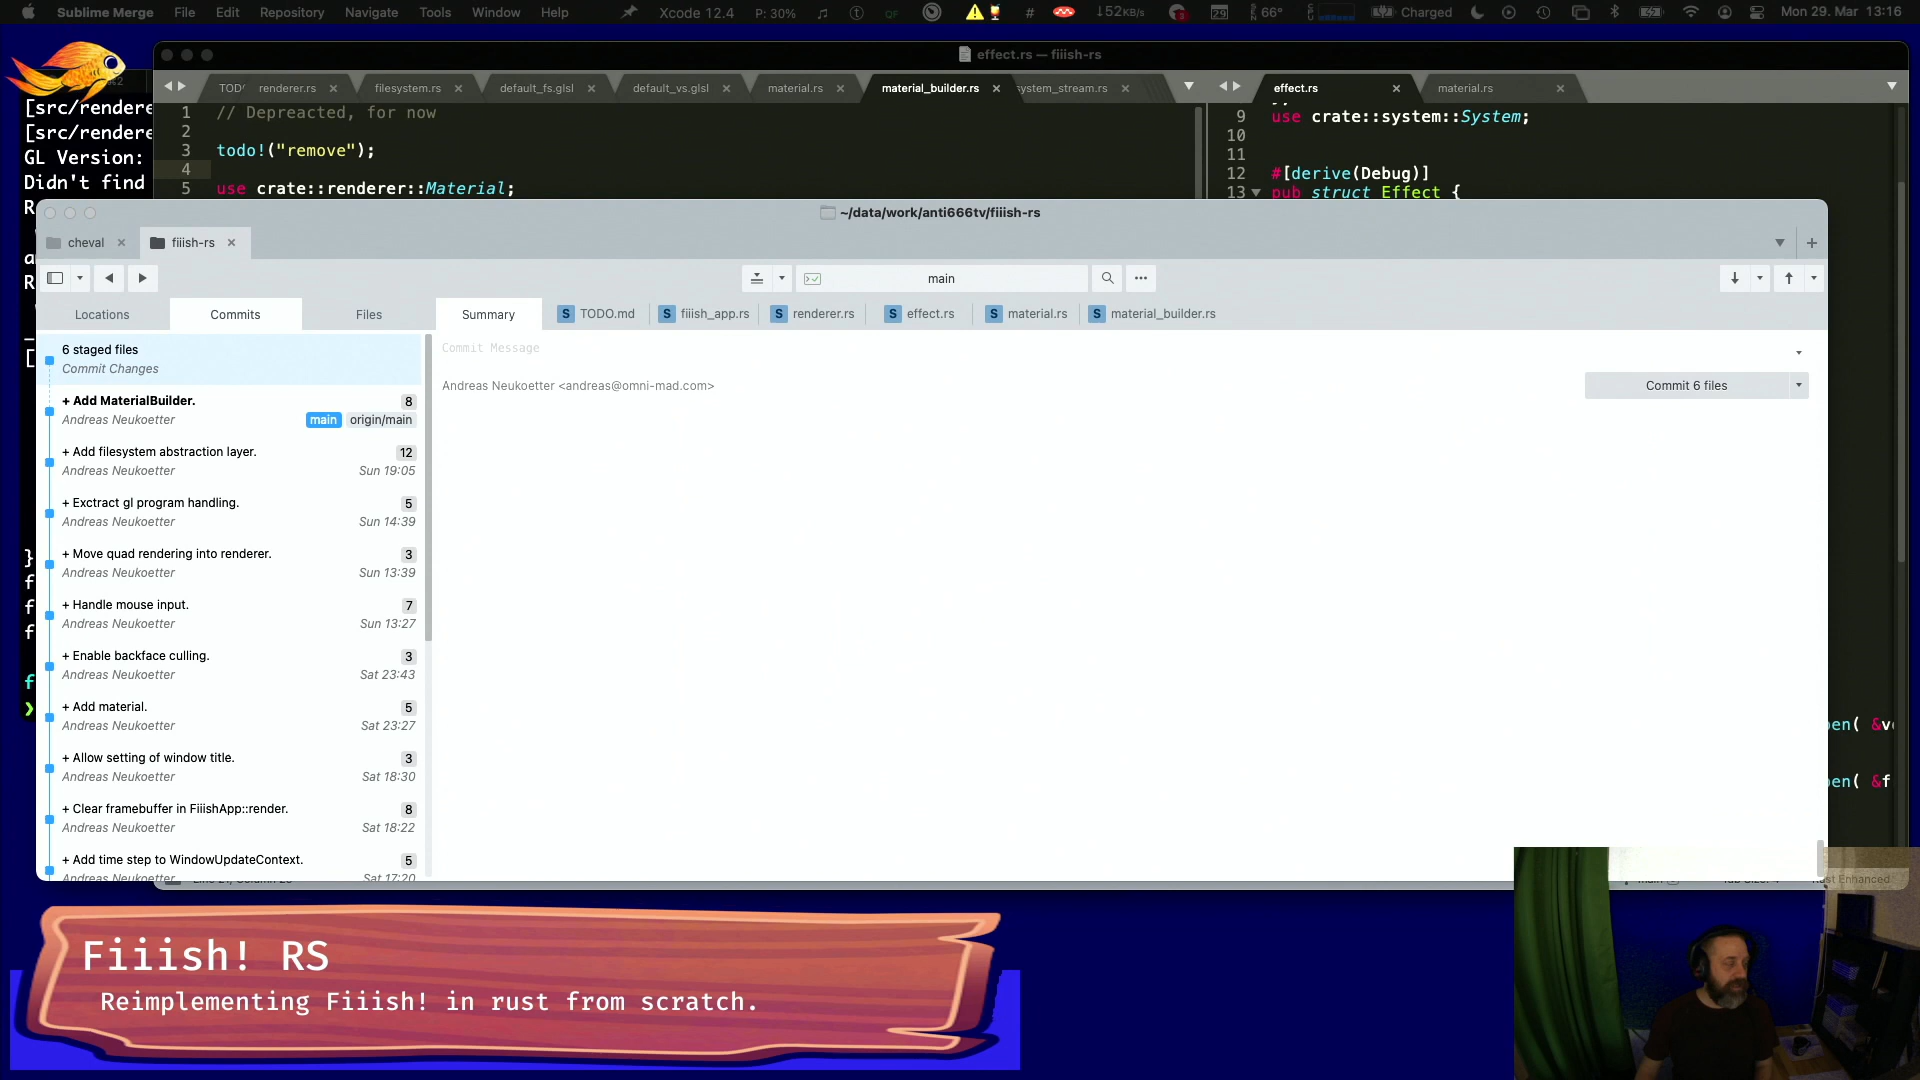 Sublime Merge File Edit Repository Navigate Tools Window Help Xcode 12.4 P: 30% # ↓52KB/s 29 66° Charged Mon 29. Mar 13:16
effect.rs — fiiish-rs
renderer.rs filesystem.rs default_fs.glsl default_vs.glsl material.rs material_builder.rs system_stream.rs effect.rs material.rs
[src/rendere
[src/rendere
GL Version:
Didn't find
1 // Depreacted, for now
2
3 todo!("remove");
4
5 use crate::renderer::Material;
9 use crate::system::System;
10
11
12 #[derive(Debug)]
13 pub struct Effect {
~/data/work/anti666tv/fiiish-rs
cheval fiiish-rs
main
Locations Commits Files Summary TODO.md fiiish_app.rs renderer.rs effect.rs material.rs material_builder.rs
6 staged files
Commit Changes
+ Add MaterialBuilder. 8
Andreas Neukoetter main origin/main
+ Add filesystem abstraction layer. 12
Andreas Neukoetter Sun 19:05
+ Exctract gl program handling. 5
Andreas Neukoetter Sun 14:39
+ Move quad rendering into renderer. 3
Andreas Neukoetter Sun 13:39
+ Handle mouse input. 7
Andreas Neukoetter Sun 13:27
+ Enable backface culling. 3
Andreas Neukoetter Sat 23:43
+ Add material. 5
Andreas Neukoetter Sat 23:27
+ Allow setting of window title. 3
Andreas Neukoetter Sat 18:30
+ Clear framebuffer in FiiishApp::render. 8
Andreas Neukoetter Sat 18:22
+ Add time step to WindowUpdateContext. 5
Andreas Neukoetter Sat 17:20
Commit Message
Andreas Neukoetter <andreas@omni-mad.com>
Commit 6 files
Fiiish! RS
Reimplementing Fiiish! in rust from scratch.